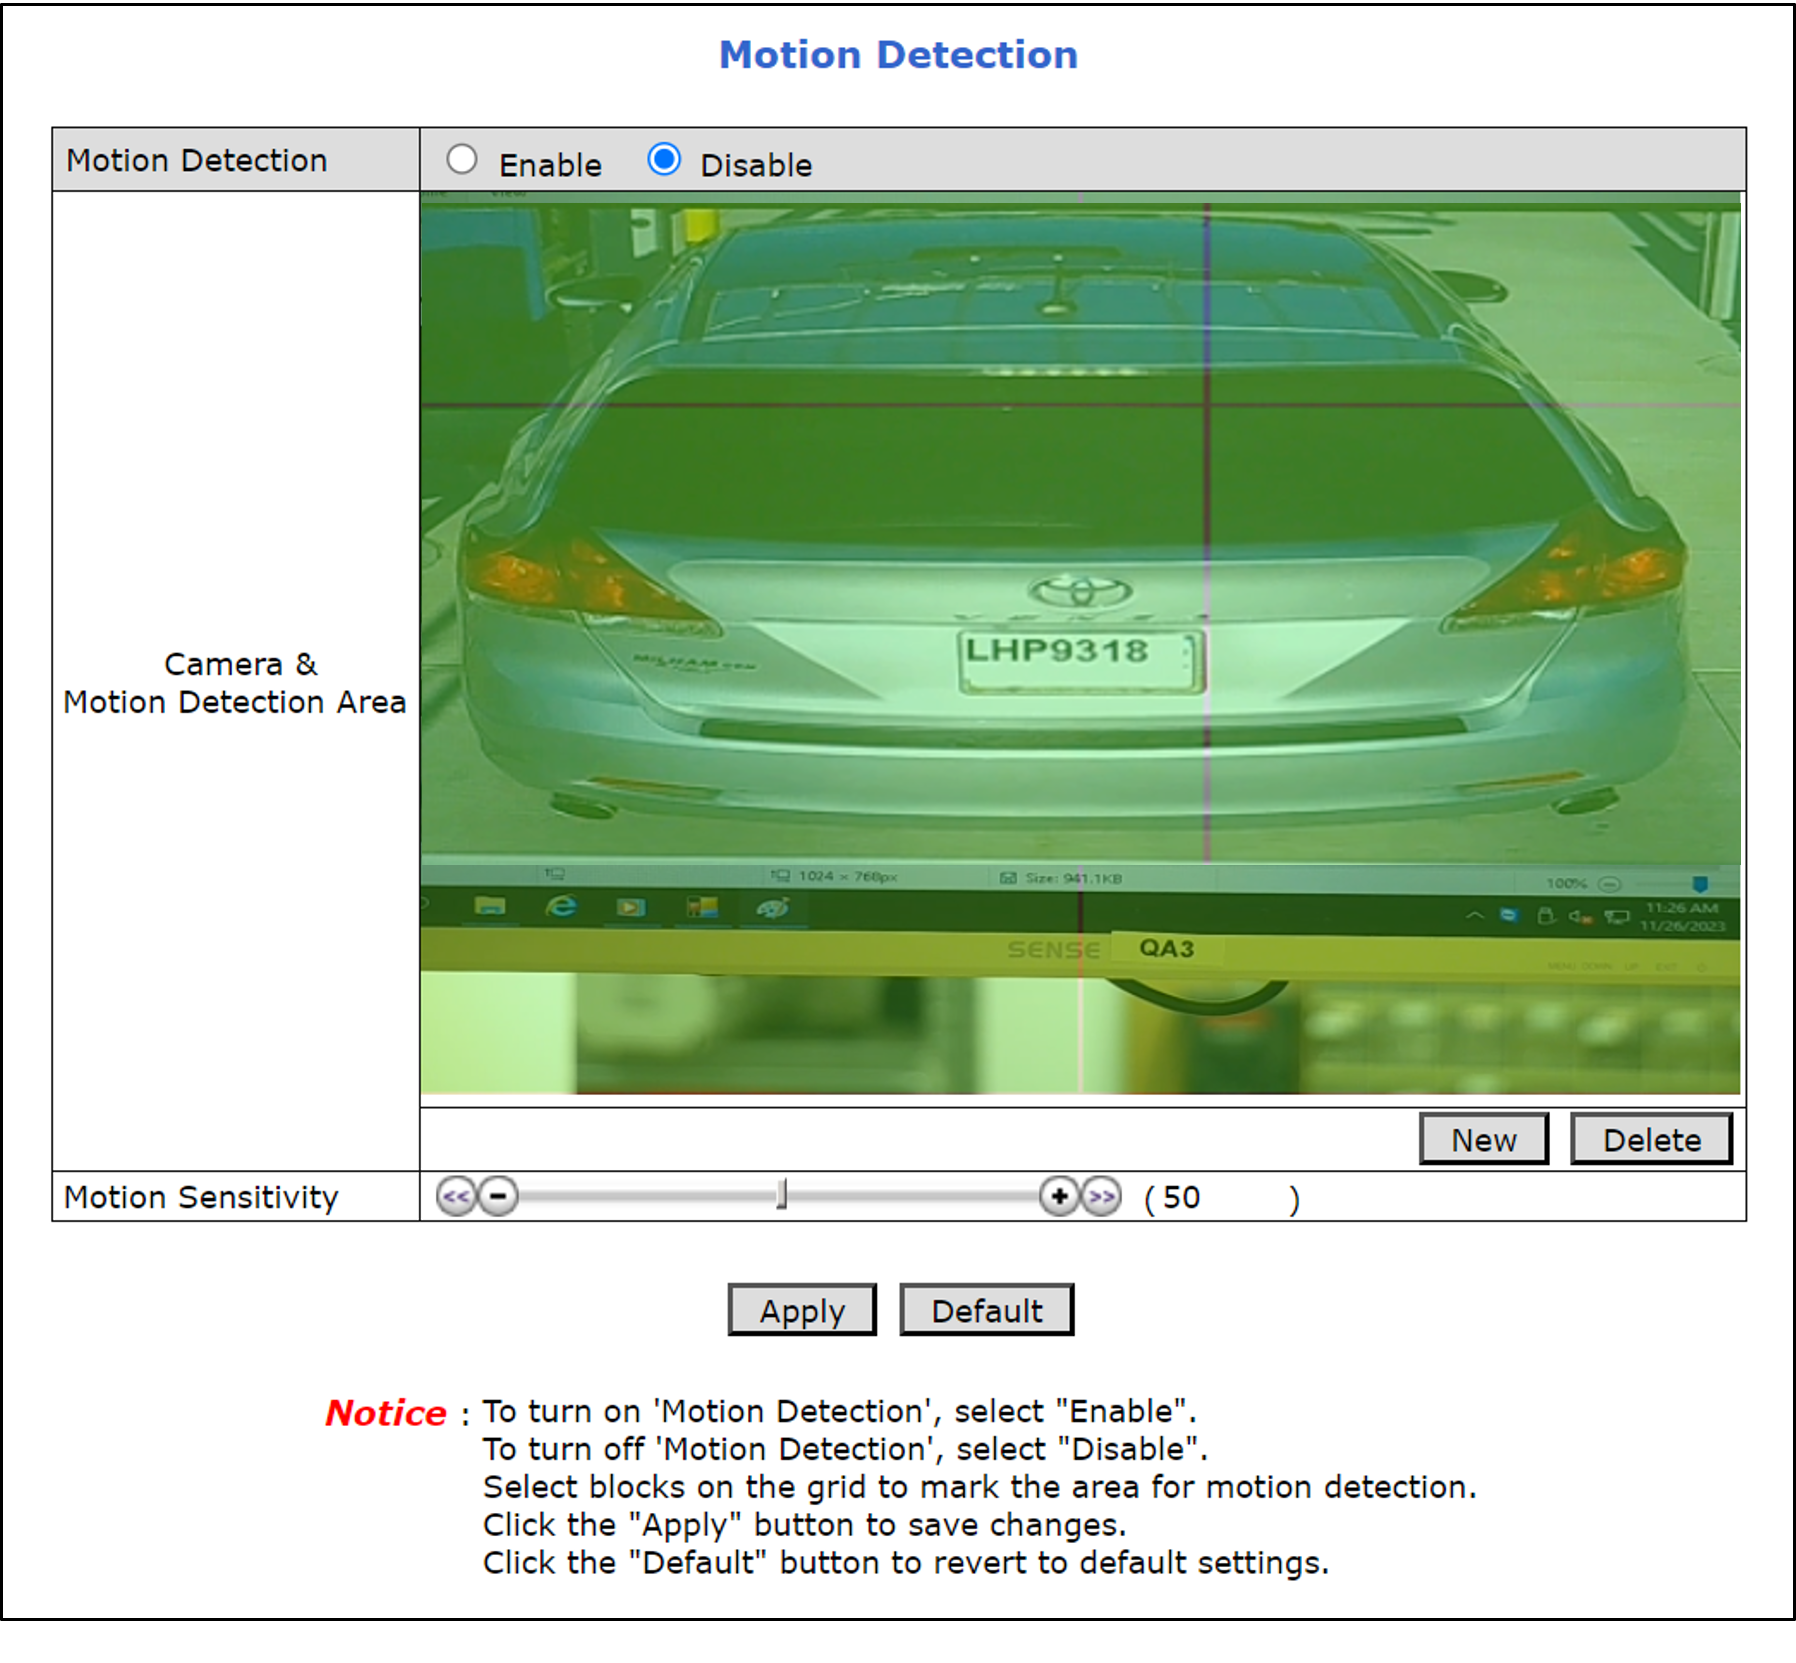 Motion Detection
Motion Detection
Enable
Disable
View
LHP9318
1024 × 768px
Size: 941.1KB
100%
11:26 AM
11/26/2023
SENSE
QA3
Camera &
Motion Detection Area
New
Delete
Motion Sensitivity
<<
>>
( 50 )
Apply
Default
Notice : To turn on 'Motion Detection', select "Enable".
To turn off 'Motion Detection', select "Disable".
Select blocks on the grid to mark the area for motion detection.
Click the "Apply" button to save changes.
Click the "Default" button to revert to default settings.